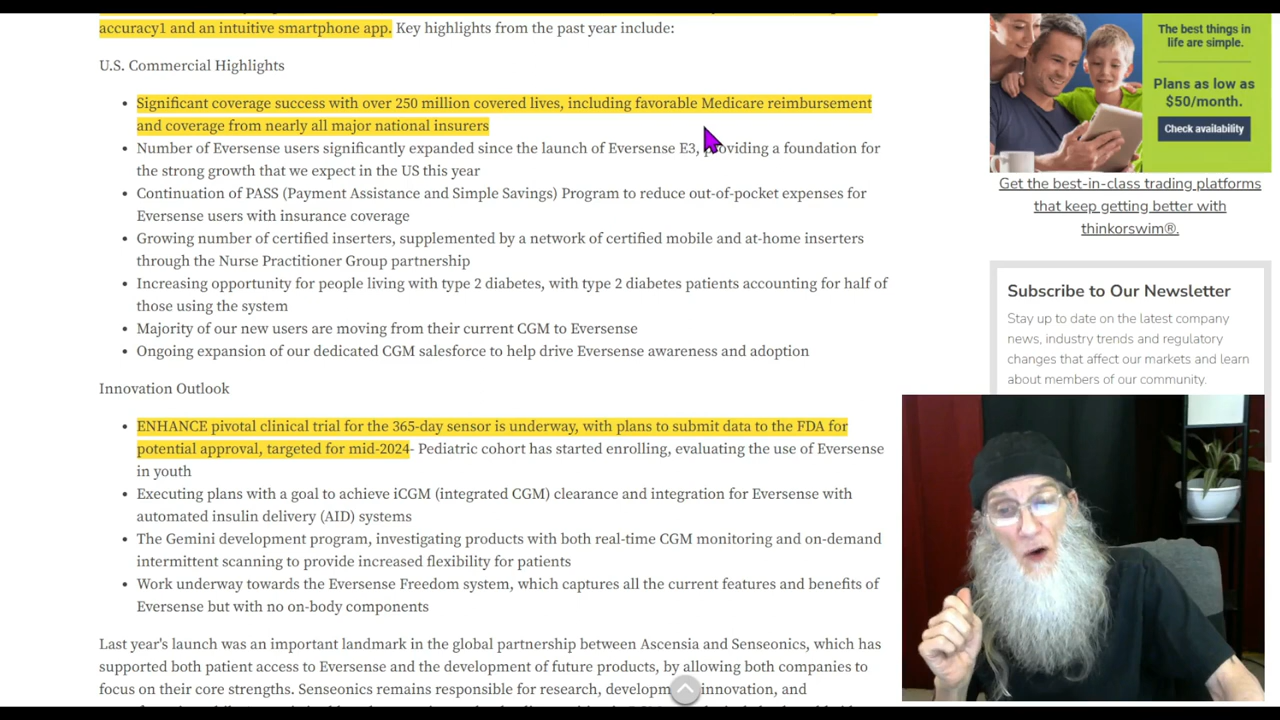 accuracy1 and an intuitive smartphone app. Key highlights from the past year include:
U.S. Commercial Highlights
• Significant coverage success with over 250 million covered lives, including favorable Medicare reimbursement
and coverage from nearly all major national insurers
• Number of Eversense users significantly expanded since the launch of Eversense E3, providing a foundation for
the strong growth that we expect in the US this year
• Continuation of PASS (Payment Assistance and Simple Savings) Program to reduce out-of-pocket expenses for
Eversense users with insurance coverage
• Growing number of certified inserters, supplemented by a network of certified mobile and at-home inserters
through the Nurse Practitioner Group partnership
• Increasing opportunity for people living with type 2 diabetes, with type 2 diabetes patients accounting for half of
those using the system
• Majority of our new users are moving from their current CGM to Eversense
• Ongoing expansion of our dedicated CGM salesforce to help drive Eversense awareness and adoption
Innovation Outlook
• ENHANCE pivotal clinical trial for the 365-day sensor is underway, with plans to submit data to the FDA for
potential approval, targeted for mid-2024- Pediatric cohort has started enrolling, evaluating the use of Eversense
in youth
• Executing plans with a goal to achieve iCGM (integrated CGM) clearance and integration for Eversense with
automated insulin delivery (AID) systems
• The Gemini development program, investigating products with both real-time CGM monitoring and on-demand
intermittent scanning to provide increased flexibility for patients
• Work underway towards the Eversense Freedom system, which captures all the current features and benefits of
Eversense but with no on-body components
Last year's launch was an important landmark in the global partnership between Ascensia and Senseonics, which has
supported both patient access to Eversense and the development of future products, by allowing both companies to
focus on their core strengths. Senseonics remains responsible for research, developm innovation, and
The best things in
life are simple.
Plans as low as
$50/month.
Check availability
Get the best-in-class trading platforms
that keep getting better with
thinkorswim®.
Subscribe to Our Newsletter
Stay up to date on the latest company
news, industry trends and regulatory
changes that affect our markets and learn
about members of our community.